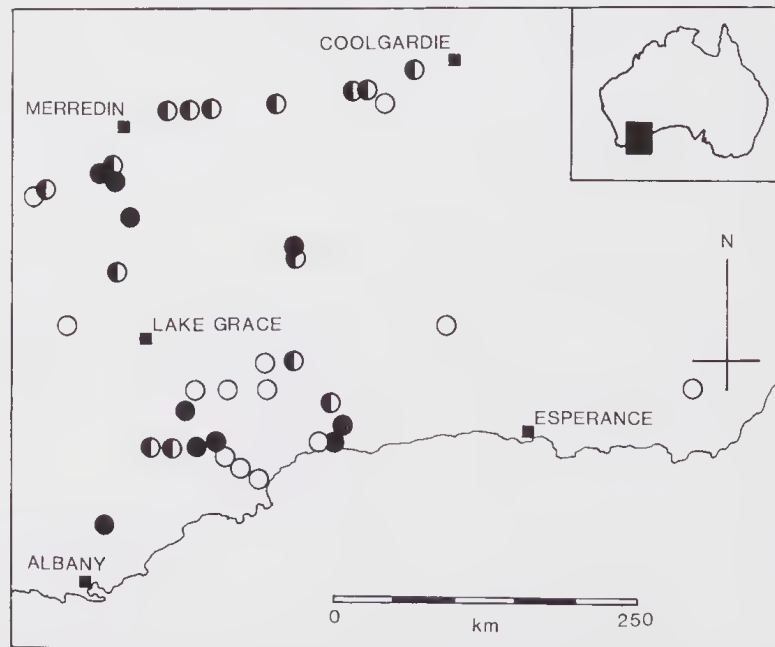 COOLGARDIE
MERREDIN
N
LAKE GRACE
ESPERANCE
ALBANY
0 250
km